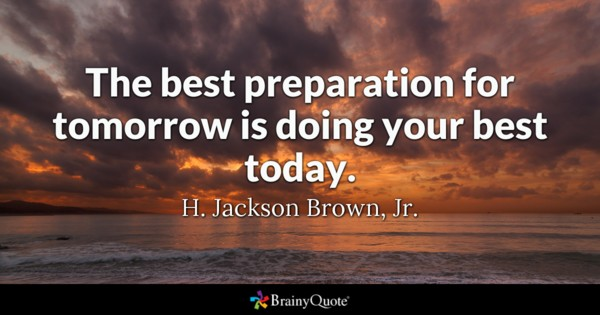 The best preparation for
tomorrow is doing your best
today.
H. Jackson Brown, Jr.
BrainyQuote®